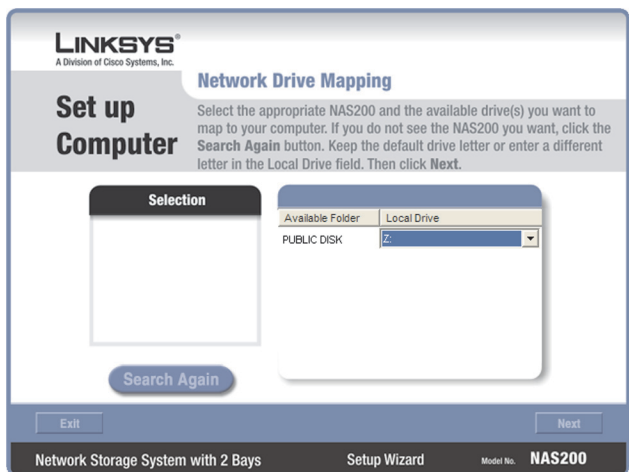 LINKSYS®
A Division of Cisco Systems, Inc.
Set up
Computer
Network Drive Mapping
Select the appropriate NAS200 and the available drive(s) you want to
map to your computer. If you do not see the NAS200 you want, click the
Search Again button. Keep the default drive letter or enter a different
letter in the Local Drive field. Then click Next.
Selection
Available Folder Local Drive
PUBLIC DISK Z:
Search Again
Exit Next
Network Storage System with 2 Bays Setup Wizard Model No. NAS200